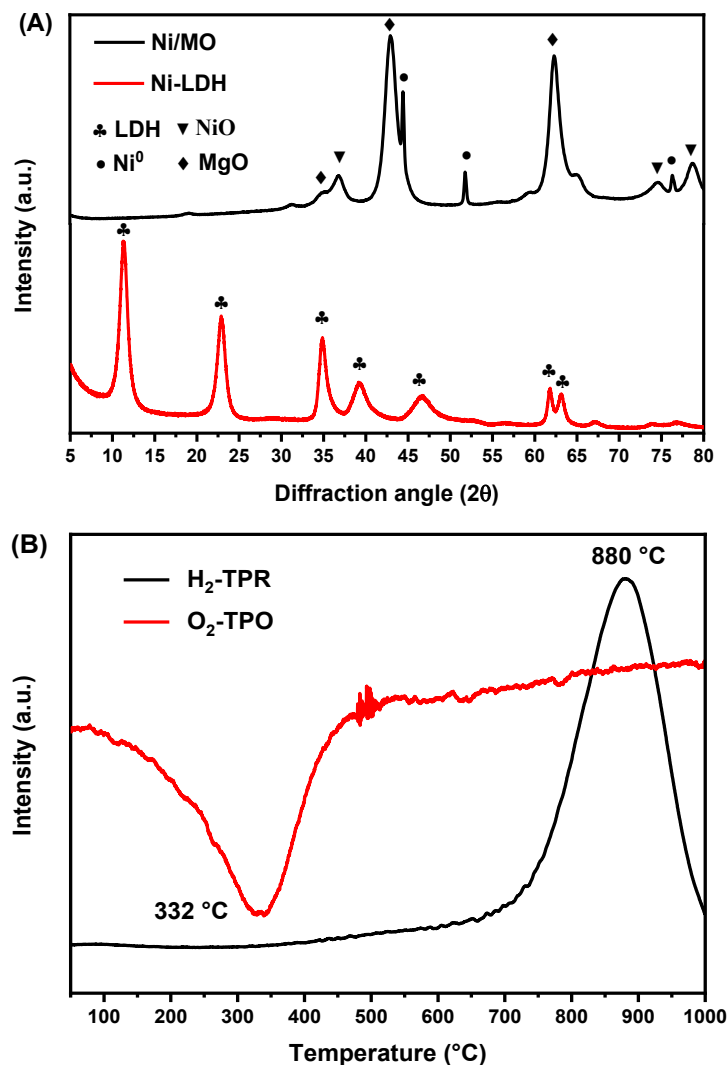 (A)
Ni/MO
Ni-LDH
♣ LDH ▼ NiO
● Ni⁰ ♦ MgO
Intensity (a.u.)
5 10 15 20 25 30 35 40 45 50 55 60 65 70 75 80
Diffraction angle (2θ)
(B)
880 °C
H₂-TPR
O₂-TPO
Intensity (a.u.)
332 °C
100 200 300 400 500 600 700 800 900 1000
Temperature (°C)